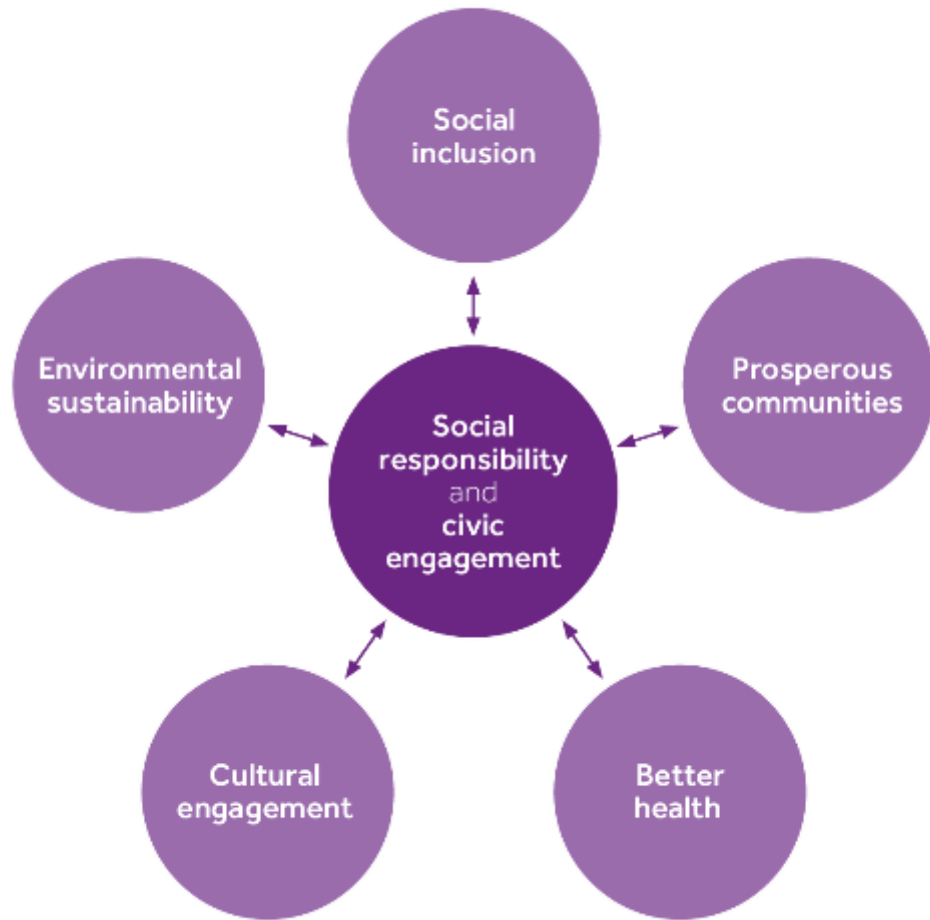 Social
inclusion
Environmental
sustainability
Prosperous
communities
Social
responsibility
and
civic
engagement
Cultural
engagement
Better
health